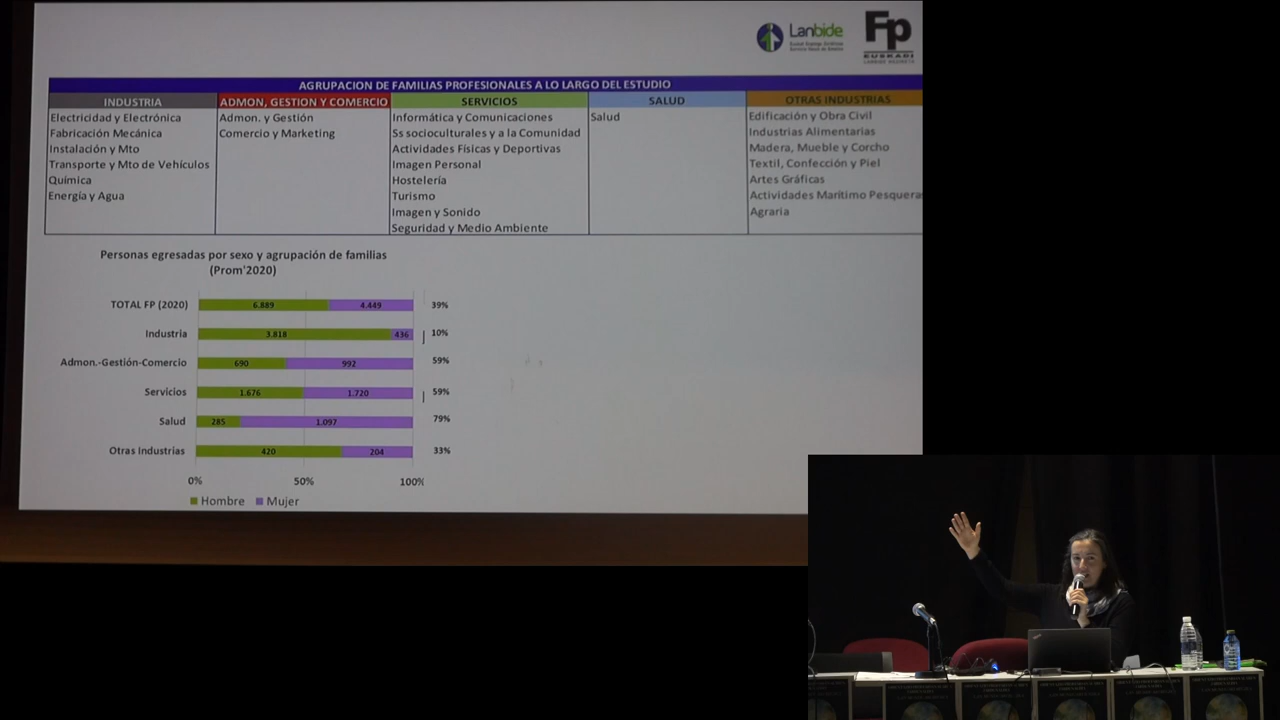 Lanbide
Fp
EUSKADI
AGRUPACION DE FAMILIAS PROFESIONALES A LO LARGO DEL ESTUDIO
INDUSTRIA
Electricidad y Electrónica
Fabricación Mecánica
Instalación y Mto
Transporte y Mto de Vehículos
Química
Energía y Agua
ADMON, GESTION Y COMERCIO
Admon. y Gestión
Comercio y Marketing
SERVICIOS
Informática y Comunicaciones
Ss socioculturales y a la Comunidad
Actividades Físicas y Deportivas
Imagen Personal
Hostelería
Turismo
Imagen y Sonido
Seguridad y Medio Ambiente
SALUD
Salud
OTRAS INDUSTRIAS
Edificación y Obra Civil
Industrias Alimentarias
Madera, Mueble y Corcho
Textil, Confección y Piel
Artes Gráficas
Actividades Marítimo Pesqueras
Agraria
Personas egresadas por sexo y agrupación de familias
(Prom'2020)
TOTAL FP (2020) 6.889 4.449 39%
Industria 3.818 436 10%
Admon.-Gestión-Comercio 690 992 59%
Servicios 1.676 1.720 59%
Salud 285 1.097 79%
Otras Industrias 420 204 33%
0% 50% 100%
Hombre Mujer